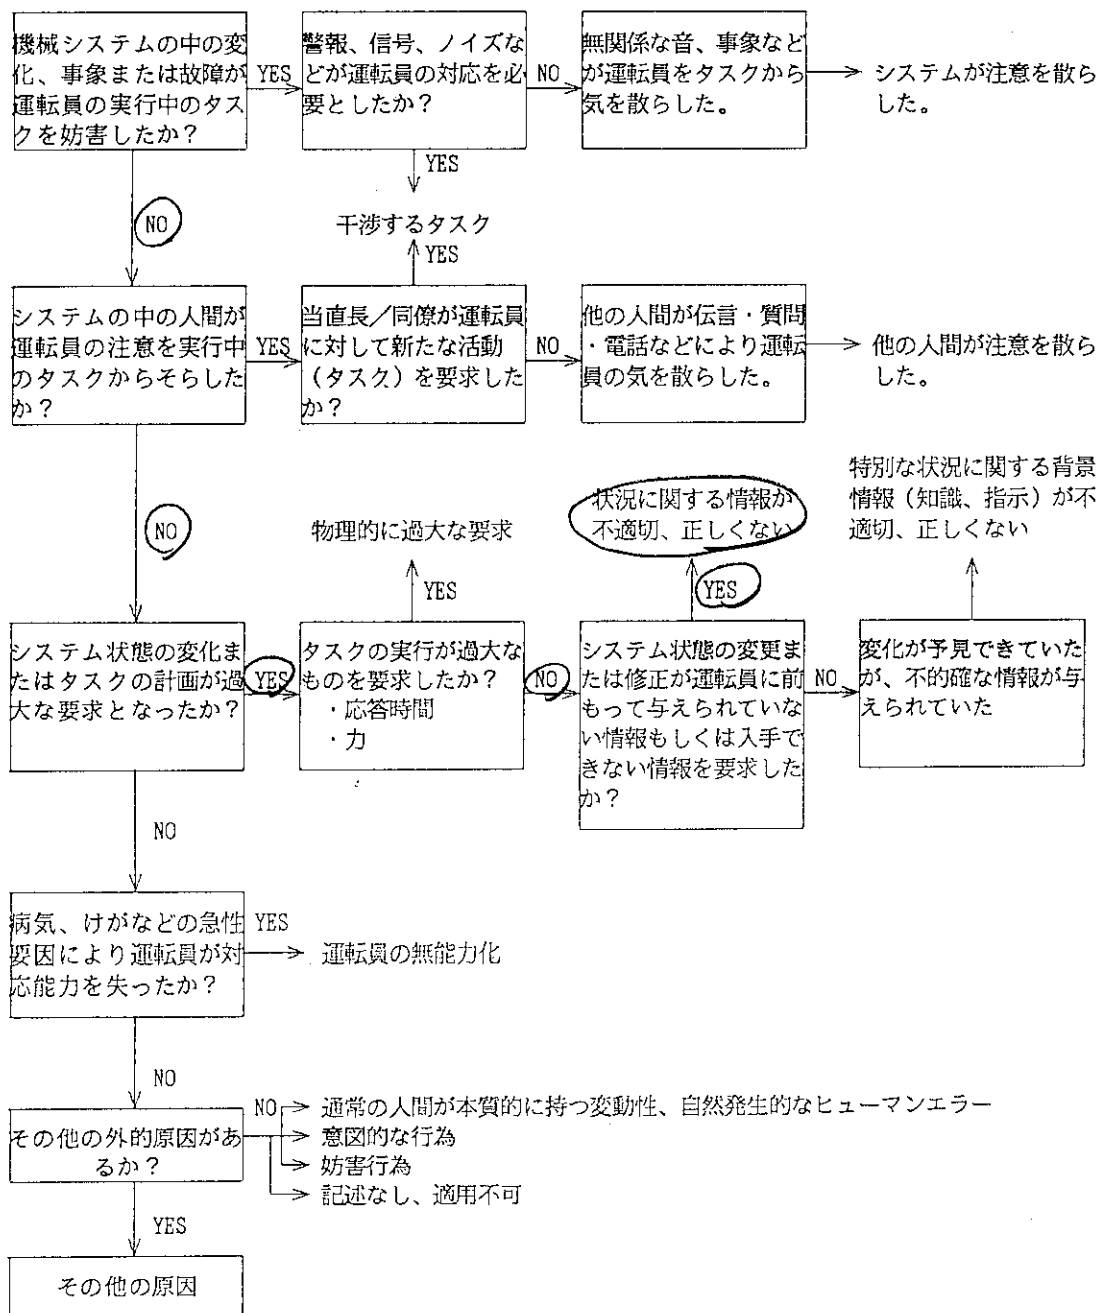 機械システムの中の変
化、事象または故障が
運転員の実行中のタス
クを妨害したか？
YES
警報、信号、ノイズな
どが運転員の対応を必
要としたか？
NO
無関係な音、事象など
が運転員をタスクから
気を散らした。
システムが注意を散ら
した。
YES
NO
干渉するタスク
YES
システムの中の人間が
運転員の注意を実行中
のタスクからそらした
か？
YES
当直長／同僚が運転員
に対して新たな活動
（タスク）を要求した
か？
NO
他の人間が伝言・質問
・電話などにより運転
員の気を散らした。
他の人間が注意を散ら
した。
NO
物理的に過大な要求
状況に関する情報が
不適切、正しくない
特別な状況に関する背景
情報（知識、指示）が不
適切、正しくない
YES
YES
システム状態の変化ま
たはタスクの計画が過
大な要求となったか？
YES
タスクの実行が過大な
ものを要求したか？
・応答時間
・力
NO
システム状態の変更ま
たは修正が運転員に前
もって与えられていな
い情報もしくは入手で
きない情報を要求した
か？
NO
変化が予見できていた
が、不的確な情報が与
えられていた
NO
病気、けがなどの急性
要因により運転員が対
応能力を失ったか？
YES
運転員の無能力化
NO
その他の外的原因があ
るか？
NO
通常の人間が本質的に持つ変動性、自然発生的なヒューマンエラー
意図的な行為
妨害行為
記述なし、適用不可
YES
その他の原因